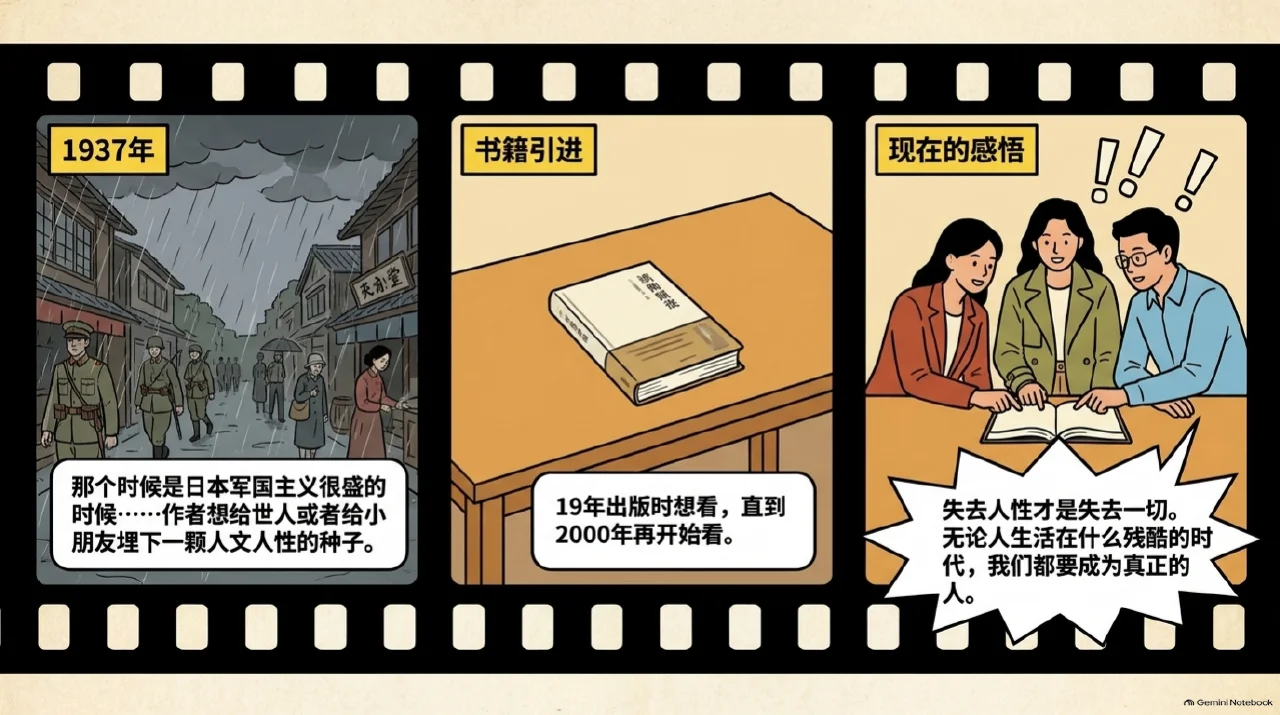 1937年
那个时候是日本军国主义很盛的
时候……作者想给世人或者给小
朋友埋下一颗人文人性的种子。
书籍引进
19年出版时想看，直到
2000年再开始看。
现在的感悟
失去人性才是失去一切。
无论人生活在什么残酷的时
代，我们都要成为真正的
人。
Gemini Notebook